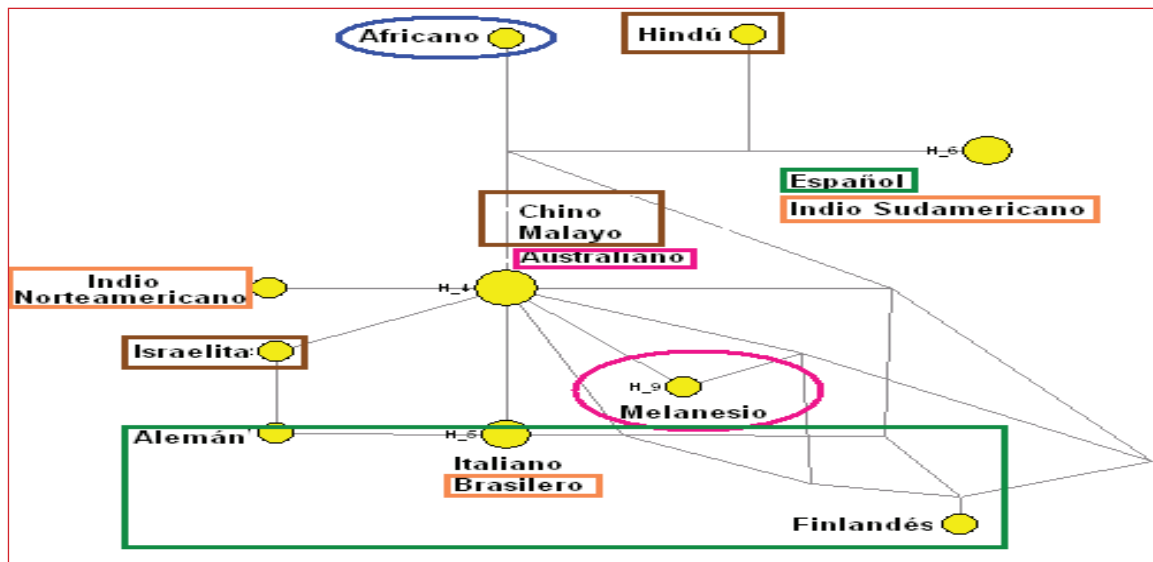 Africano
Hindú
H_6
Español
Indio Sudamericano
Chino
Malayo
Australiano
Indio
Norteamericano
H_4
Israelita
H_9
Melanesio
Alemán
H_5
Italiano
Brasilero
Finlandés